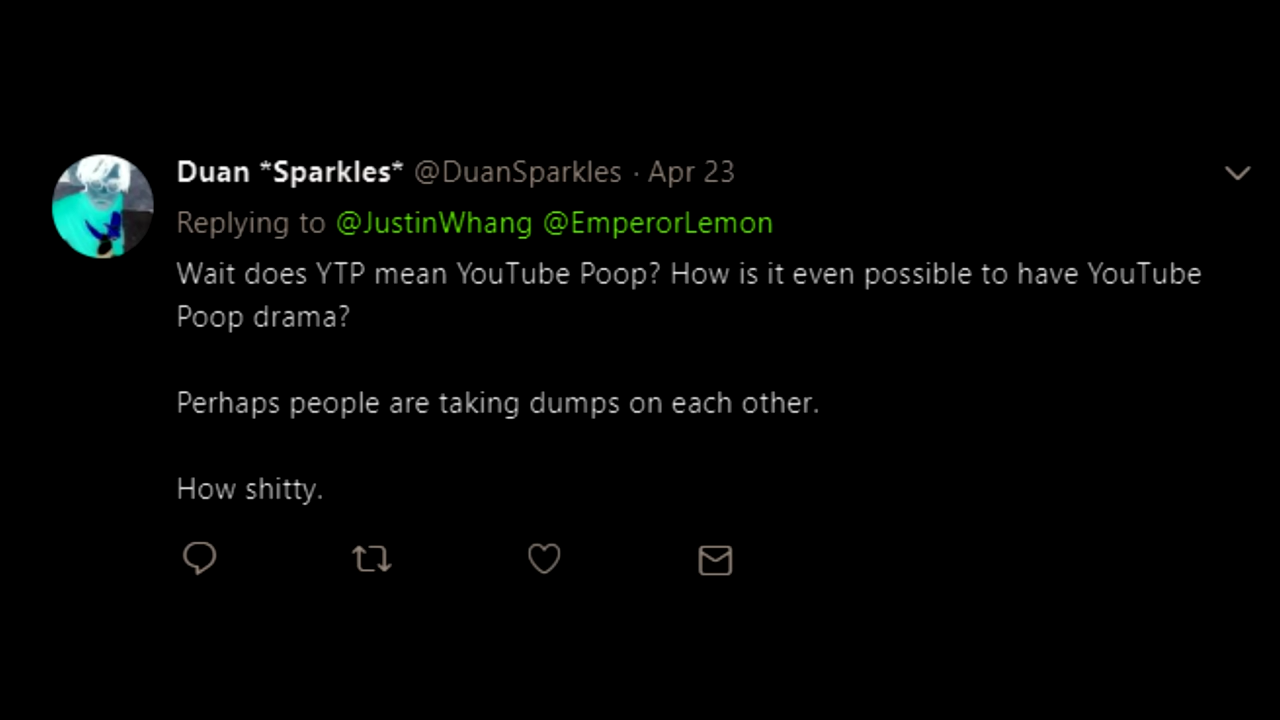 Duan *Sparkles* @DuanSparkles · Apr 23
Replying to @JustinWhang @EmperorLemon
Wait does YTP mean YouTube Poop? How is it even possible to have YouTube
Poop drama?
Perhaps people are taking dumps on each other.
How shitty.